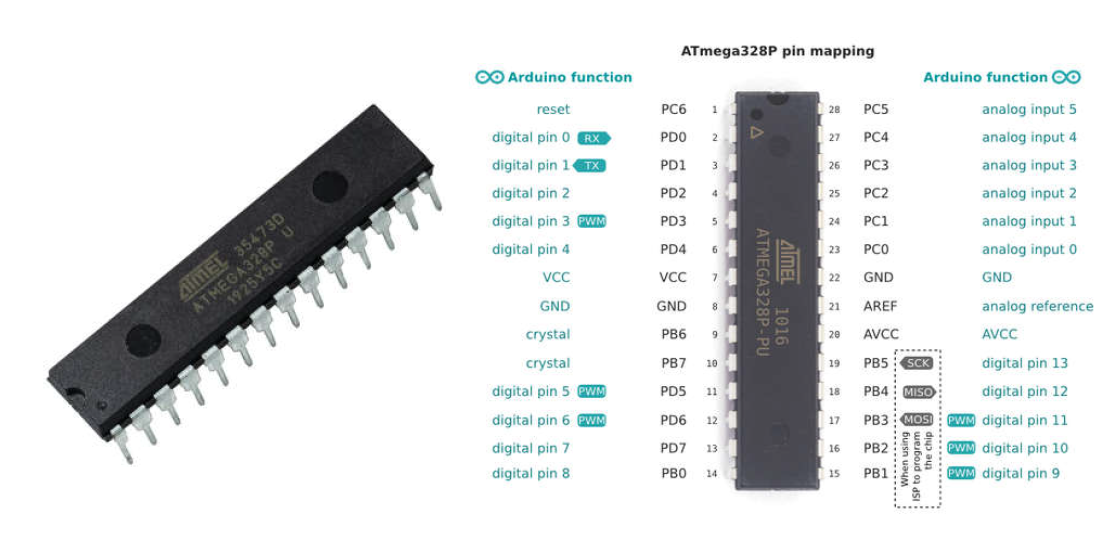 ATmega328P pin mapping
Arduino function Arduino function
reset PC6 1 28 PC5 analog input 5
digital pin 0 RX PD0 2 27 PC4 analog input 4
digital pin 1 TX PD1 3 26 PC3 analog input 3
digital pin 2 PD2 4 25 PC2 analog input 2
digital pin 3 PWM PD3 5 24 PC1 analog input 1
digital pin 4 PD4 6 23 PC0 analog input 0
VCC VCC 7 22 GND GND
GND GND 8 21 AREF analog reference
crystal PB6 9 20 AVCC AVCC
crystal PB7 10 19 PB5 SCK digital pin 13
digital pin 5 PWM PD5 11 18 PB4 MISO digital pin 12
digital pin 6 PWM PD6 12 17 PB3 MOSI PWM digital pin 11
digital pin 7 PD7 13 16 PB2 PWM digital pin 10
digital pin 8 PB0 14 15 PB1 PWM digital pin 9
When using
ISP to program
the chip
ATMEL 1016
ATMEGA328P-PU
ATMEL 35473D
ATMEGA328P U
1925Y5C